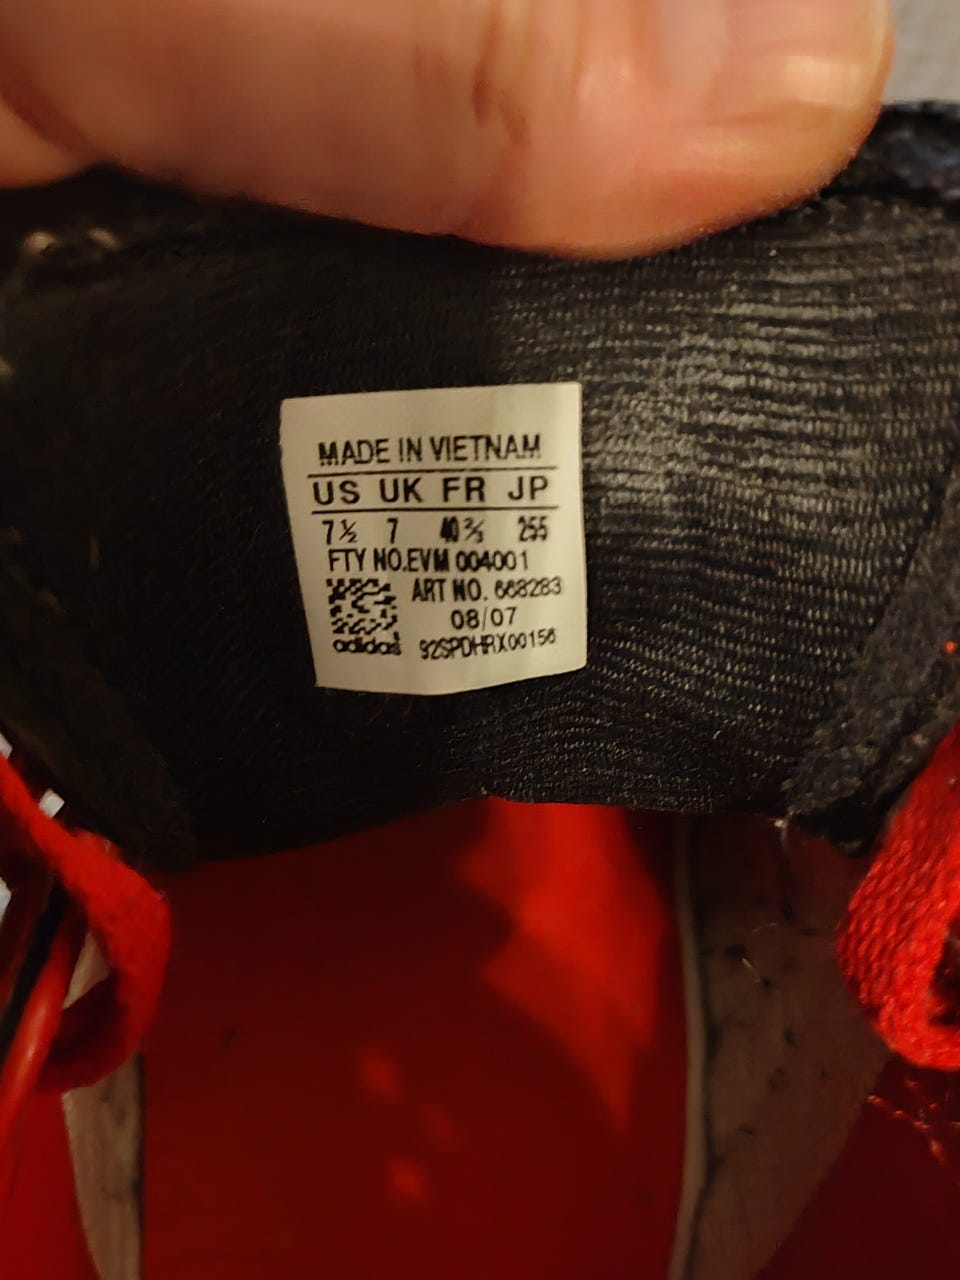 MADE IN VIETNAM
US UK FR JP
7½ 7 40⅔ 255
FTY NO.EVM 004001
ART NO. 668283
08/07
adidas 92SPDHRX00156